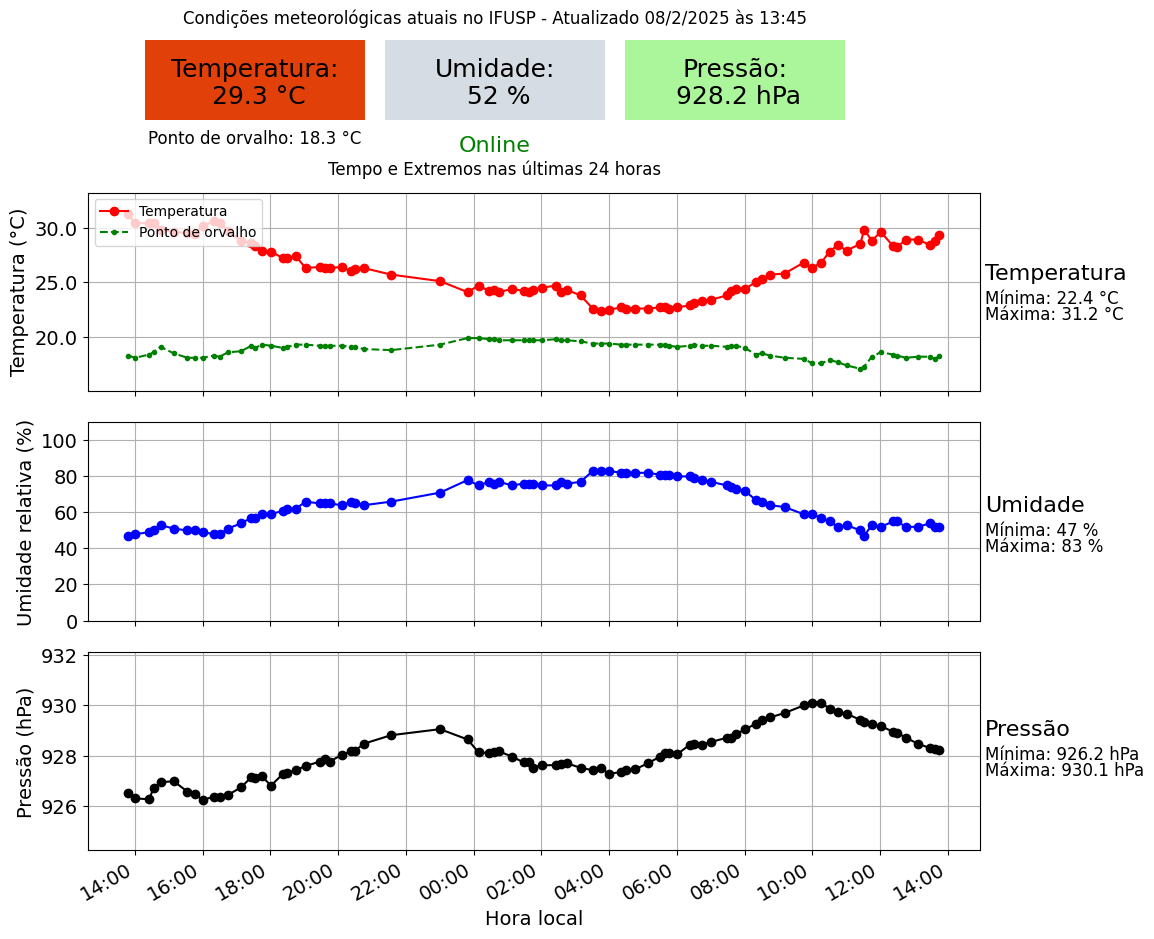 Condições meteorológicas atuais no IFUSP - Atualizado 08/2/2025 às 13:45
Temperatura:
29.3 °C
Umidade:
52 %
Pressão:
928.2 hPa
Ponto de orvalho: 18.3 °C
Online
Tempo e Extremos nas últimas 24 horas
Temperatura (°C)
30.0
25.0
20.0
Temperatura
Ponto de orvalho
Temperatura
Mínima: 22.4 °C
Máxima: 31.2 °C
Umidade relativa (%)
100
80
60
40
20
0
Umidade
Mínima: 47 %
Máxima: 83 %
Pressão (hPa)
932
930
928
926
Pressão
Mínima: 926.2 hPa
Máxima: 930.1 hPa
14:00
16:00
18:00
20:00
22:00
00:00
02:00
04:00
06:00
08:00
10:00
12:00
14:00
Hora local